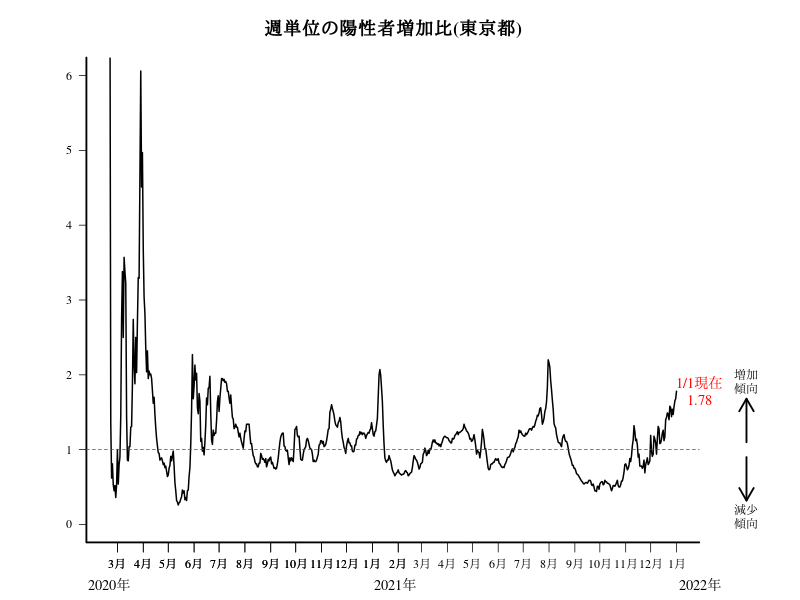 週単位の陽性者増加比(東京都)
6
5
4
3
2
1
0
1/1現在
1.78
増加
傾向
減少
傾向
3月 4月 5月 6月 7月 8月 9月 10月 11月 12月 1月 2月 3月 4月 5月 6月 7月 8月 9月 10月 11月 12月 1月
2020年 2021年 2022年